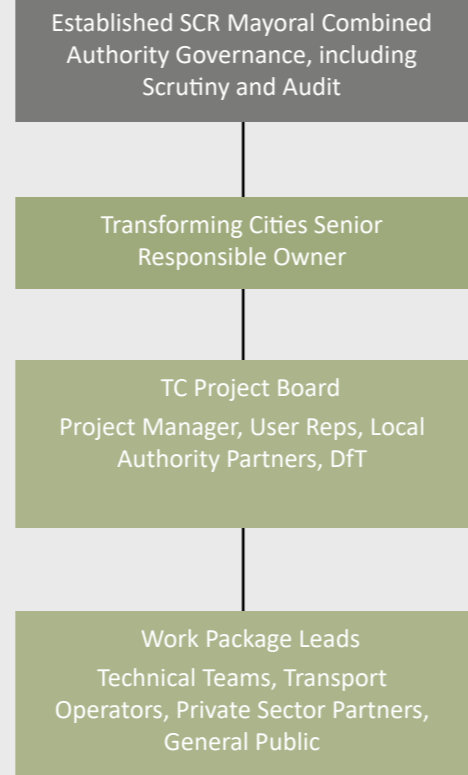 Established SCR Mayoral Combined
Authority Governance, including
Scrutiny and Audit
Transforming Cities Senior
Responsible Owner
TC Project Board
Project Manager, User Reps, Local
Authority Partners, DfT
Work Package Leads
Technical Teams, Transport
Operators, Private Sector Partners,
General Public